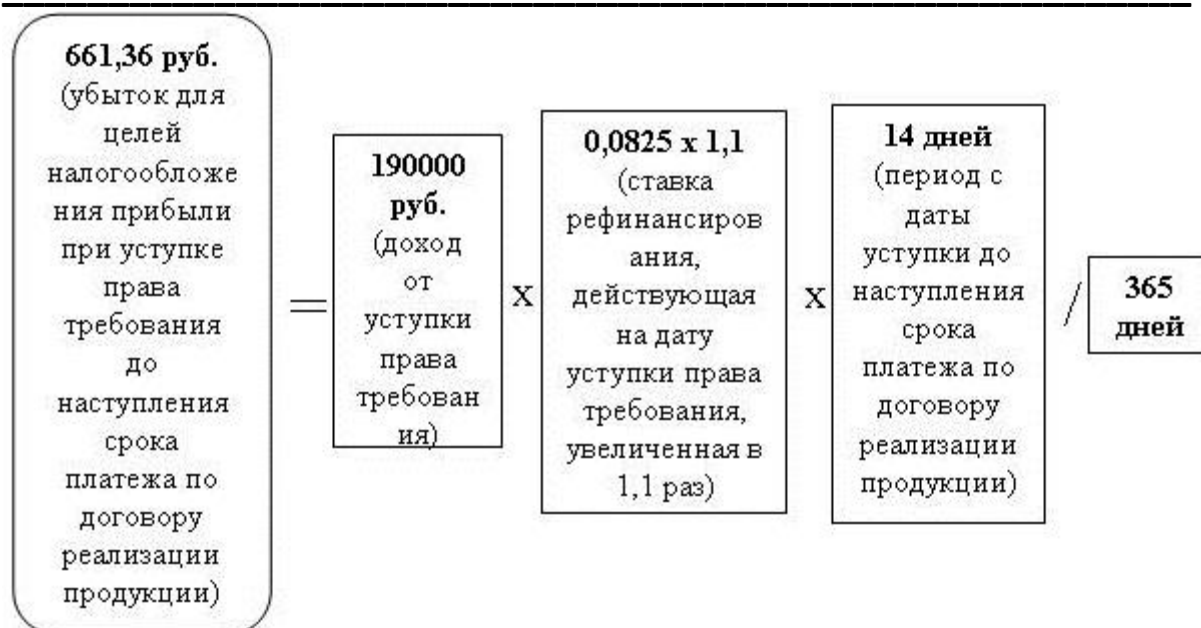 661,36 руб.
(убыток для
целей
налогообложе
ния прибыли
при уступке
права
требования
до
наступления
срока
платежа по
договору
реализации
продукции)
=
190000
руб.
(доход
от
уступки
права
требован
ия)
x
0,0825 x 1,1
(ставка
рефинансиров
ания,
действующая
на дату
уступки права
требования,
увеличенная в
1,1 раз)
x
14 дней
(период с
даты
уступки до
наступления
срока
платежа по
договору
реализации
продукции)
/
365
дней